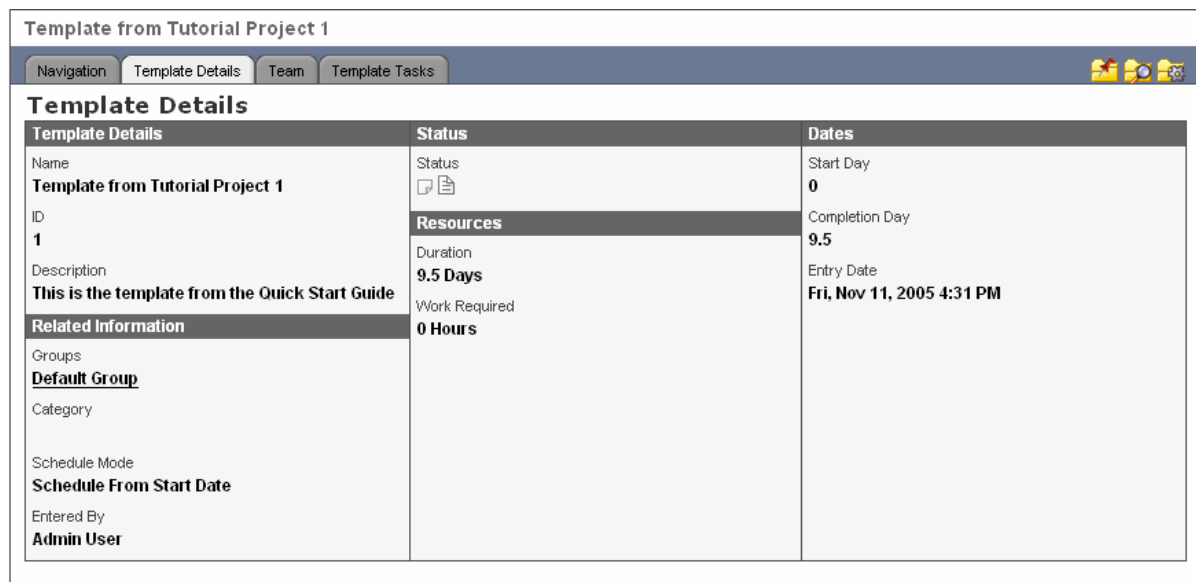 Template from Tutorial Project 1
Navigation
Template Details
Team
Template Tasks
Template Details
Template Details
Name
Template from Tutorial Project 1
ID
1
Description
This is the template from the Quick Start Guide
Related Information
Groups
Default Group
Category
Schedule Mode
Schedule From Start Date
Entered By
Admin User
Status
Status
Resources
Duration
9.5 Days
Work Required
0 Hours
Dates
Start Day
0
Completion Day
9.5
Entry Date
Fri, Nov 11, 2005 4:31 PM